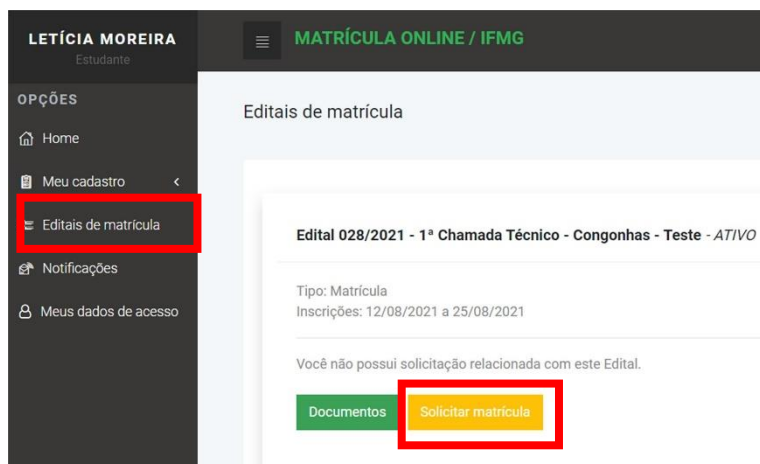 LETÍCIA MOREIRA
Estudante
OPÇÕES
Home
Meu cadastro
Editais de matrícula
Notificações
Meus dados de acesso
MATRÍCULA ONLINE / IFMG
Editais de matrícula
Edital 028/2021 - 1ª Chamada Técnico - Congonhas - Teste - ATIVO
Tipo: Matrícula
Inscrições: 12/08/2021 a 25/08/2021
Você não possui solicitação relacionada com este Edital.
Documentos Solicitar matrícula